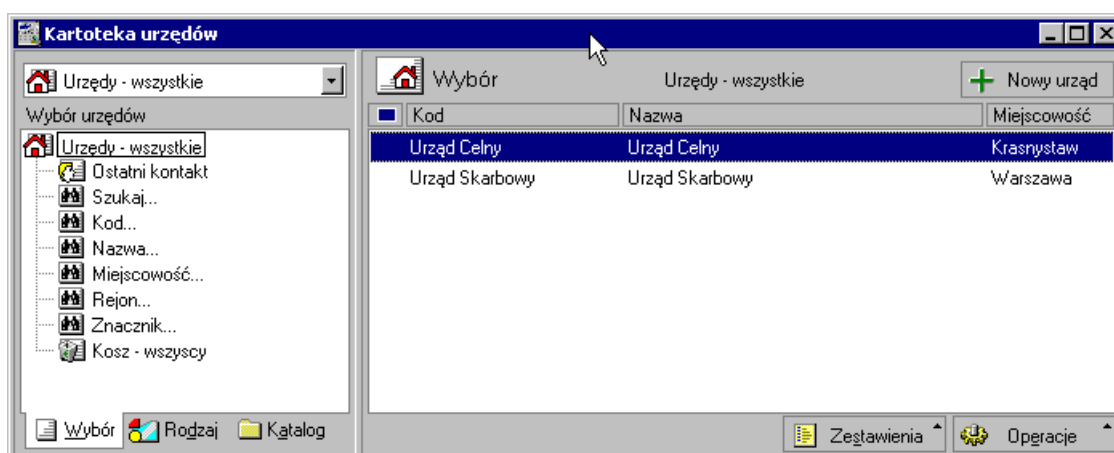 Kartoteka urzędów
Urzędy - wszystkie
Wybór urzędów
Urzędy - wszystkie
Ostatni kontakt
Szukaj...
Kod...
Nazwa...
Miejscowość...
Rejon...
Znacznik...
Kosz - wszyscy
Wybór Rodzaj Katalog
Wybór Urzędy - wszystkie Nowy urząd
Kod Nazwa Miejscowość
Urząd Celny Urząd Celny Krasnystaw
Urząd Skarbowy Urząd Skarbowy Warszawa
Zestawienia Operacje